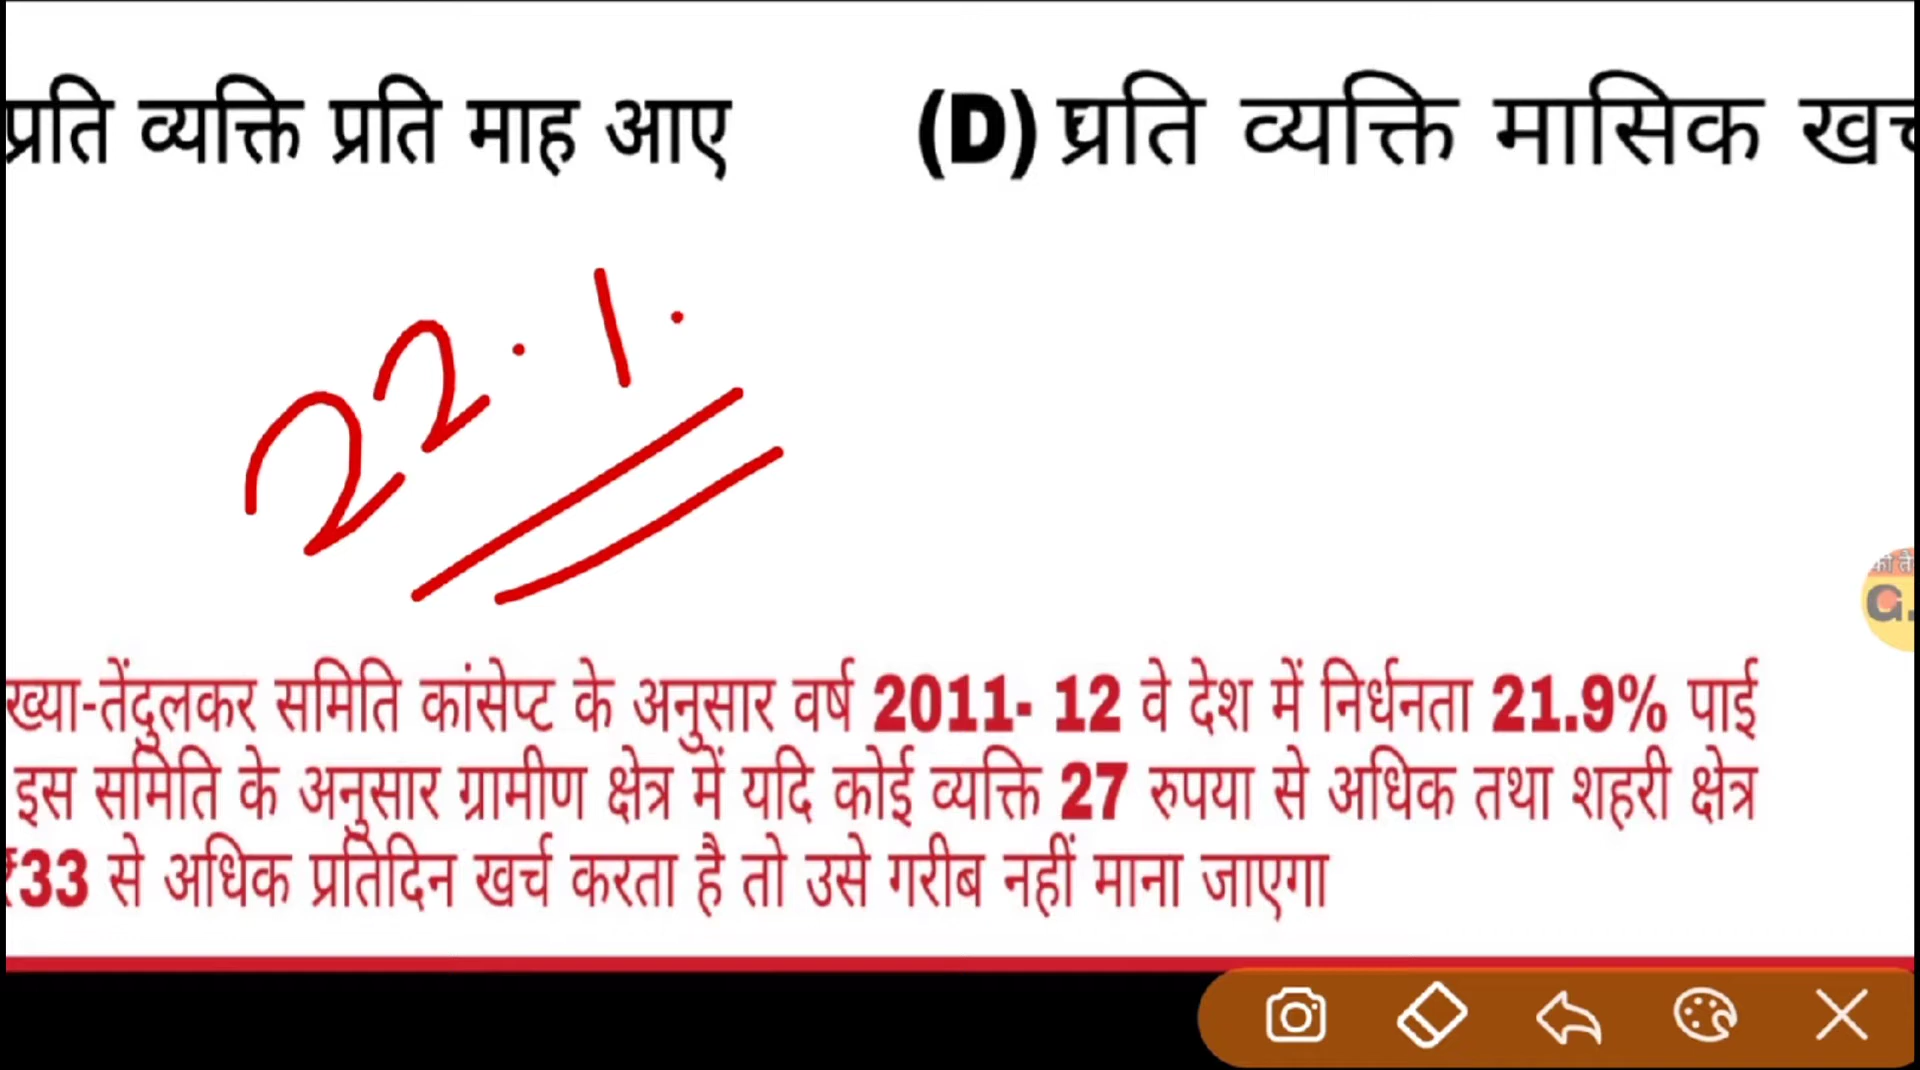 प्रति व्यक्ति प्रति माह आए (D) प्रति व्यक्ति मासिक
22.1.
ख्या-तेंदुलकर समिति कांसेप्ट के अनुसार वर्ष 2011- 12 वे देश में निर्धनता 21.9% पाई
इस समिति के अनुसार ग्रामीण क्षेत्र में यदि कोई व्यक्ति 27 रुपया से अधिक तथा शहरी क्षेत्र
₹33 से अधिक प्रतिदिन खर्च करता है तो उसे गरीब नहीं माना जाएगा